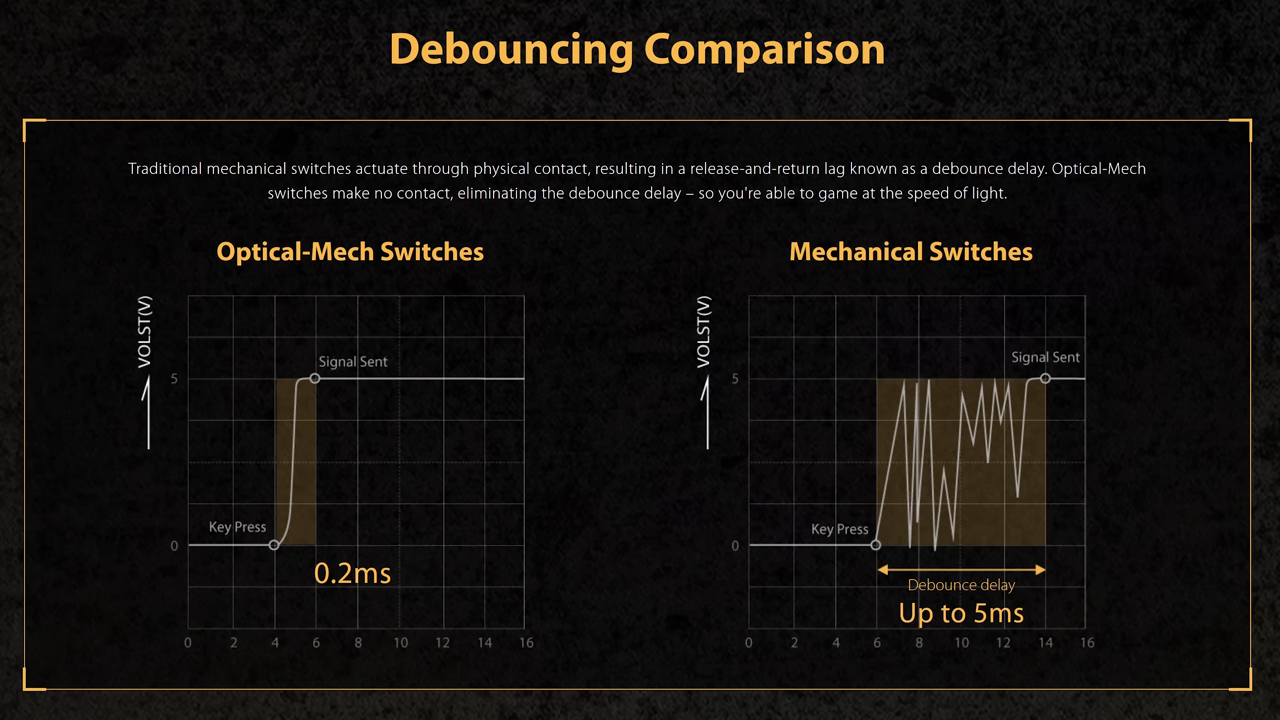 Debouncing Comparison
Traditional mechanical switches actuate through physical contact, resulting in a release-and-return lag known as a debounce delay. Optical-Mech
switches make no contact, eliminating the debounce delay – so you're able to game at the speed of light.
Optical-Mech Switches
VOLST(V)
Signal Sent
5
Key Press
0
0.2ms
0 2 4 6 8 10 12 14 16
Mechanical Switches
VOLST(V)
Signal Sent
5
Key Press
0
Debounce delay
Up to 5ms
0 2 4 6 8 10 12 14 16